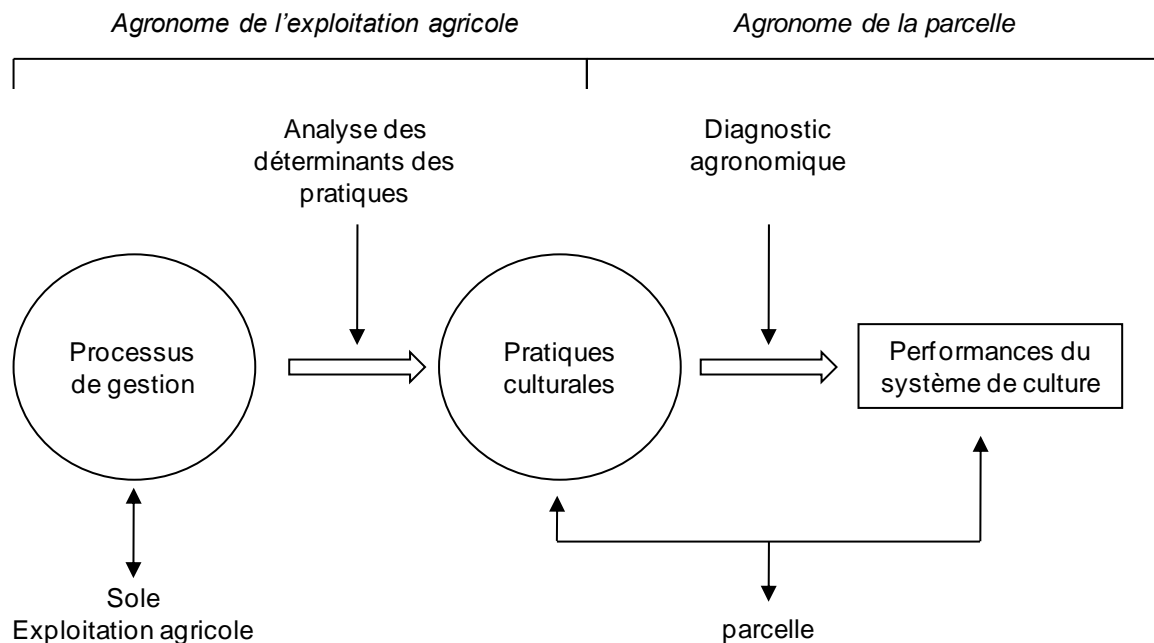 Agronome de l'exploitation agricole
Agronome de la parcelle
Analyse des
déterminants des
pratiques
Diagnostic
agronomique
Processus
de gestion
Pratiques
culturales
Performances du
système de culture
Sole
Exploitation agricole
parcelle